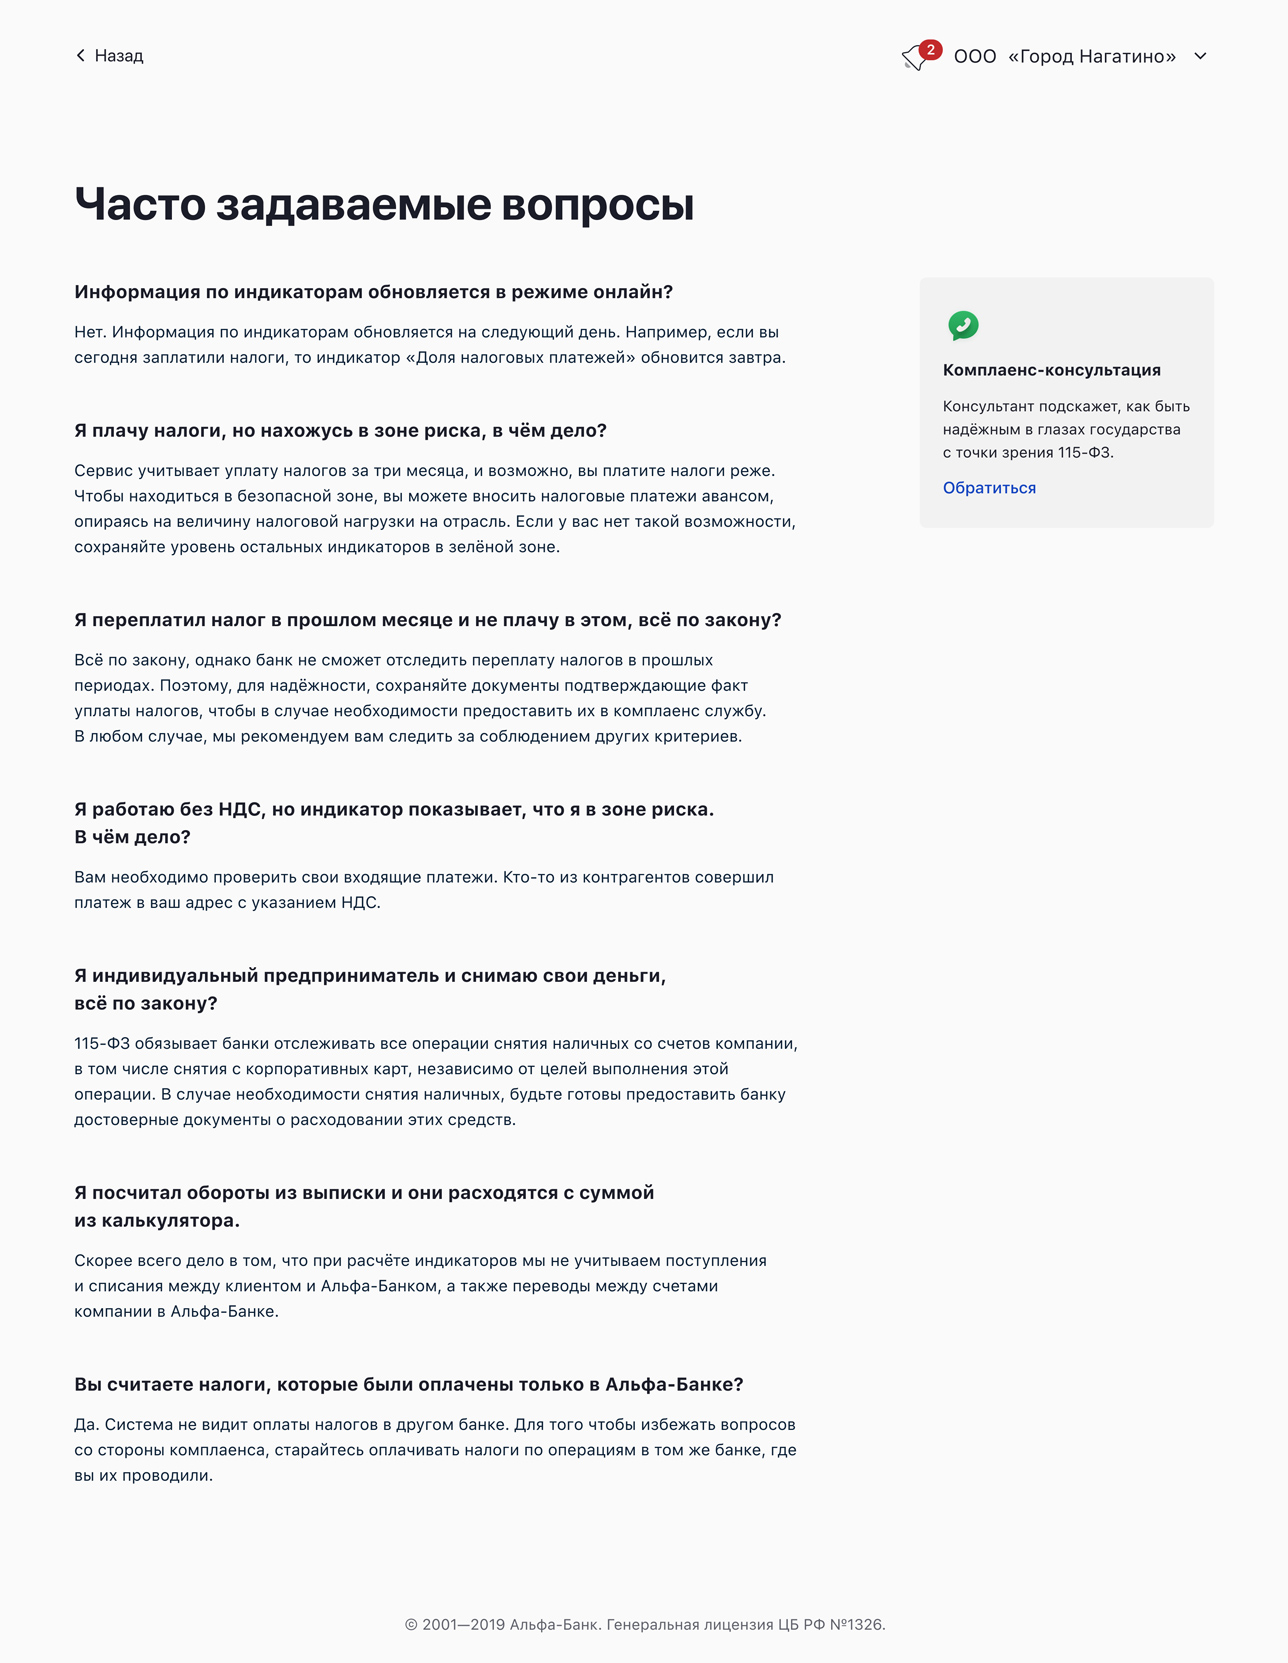 Назад
2
ООО «Город Нагатино»
Часто задаваемые вопросы
Информация по индикаторам обновляется в режиме онлайн?
Нет. Информация по индикаторам обновляется на следующий день. Например, если вы
сегодня заплатили налоги, то индикатор «Доля налоговых платежей» обновится завтра.
Я плачу налоги, но нахожусь в зоне риска, в чём дело?
Сервис учитывает уплату налогов за три месяца, и возможно, вы платите налоги реже.
Чтобы находиться в безопасной зоне, вы можете вносить налоговые платежи авансом,
опираясь на величину налоговой нагрузки на отрасль. Если у вас нет такой возможности,
сохраняйте уровень остальных индикаторов в зелёной зоне.
Я переплатил налог в прошлом месяце и не плачу в этом, всё по закону?
Всё по закону, однако банк не сможет отследить переплату налогов в прошлых
периодах. Поэтому, для надёжности, сохраняйте документы подтверждающие факт
уплаты налогов, чтобы в случае необходимости предоставить их в комплаенс службу.
В любом случае, мы рекомендуем вам следить за соблюдением других критериев.
Я работаю без НДС, но индикатор показывает, что я в зоне риска.
В чём дело?
Вам необходимо проверить свои входящие платежи. Кто-то из контрагентов совершил
платеж в ваш адрес с указанием НДС.
Я индивидуальный предприниматель и снимаю свои деньги,
всё по закону?
115-ФЗ обязывает банки отслеживать все операции снятия наличных со счетов компании,
в том числе снятия с корпоративных карт, независимо от целей выполнения этой
операции. В случае необходимости снятия наличных, будьте готовы предоставить банку
достоверные документы о расходовании этих средств.
Я посчитал обороты из выписки и они расходятся с суммой
из калькулятора.
Скорее всего дело в том, что при расчёте индикаторов мы не учитываем поступления
и списания между клиентом и Альфа-Банком, а также переводы между счетами
компании в Альфа-Банке.
Вы считаете налоги, которые были оплачены только в Альфа-Банке?
Да. Система не видит оплаты налогов в другом банке. Для того чтобы избежать вопросов
со стороны комплаенса, старайтесь оплачивать налоги по операциям в том же банке, где
вы их проводили.
Комплаенс-консультация
Консультант подскажет, как быть
надёжным в глазах государства
с точки зрения 115-ФЗ.
Обратиться
© 2001—2019 Альфа-Банк. Генеральная лицензия ЦБ РФ №1326.